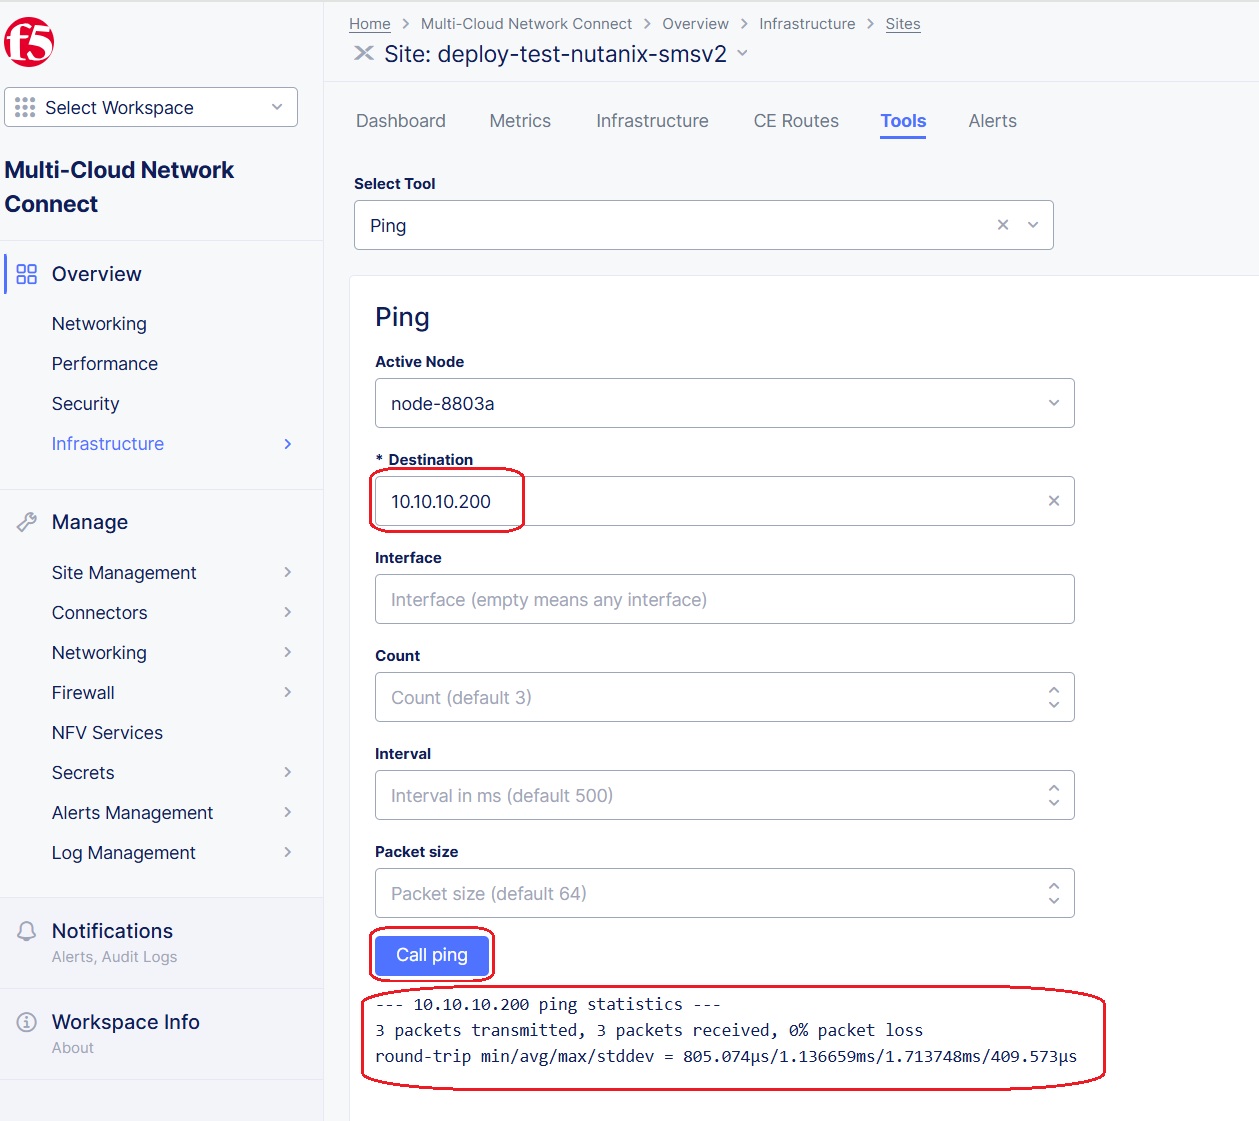 f5
Select Workspace
Multi-Cloud Network
Connect
Overview
Networking
Performance
Security
Infrastructure
Manage
Site Management
Connectors
Networking
Firewall
NFV Services
Secrets
Alerts Management
Log Management
Notifications
Alerts, Audit Logs
Workspace Info
About
Home > Multi-Cloud Network Connect > Overview > Infrastructure > Sites
Site: deploy-test-nutanix-smsv2
Dashboard Metrics Infrastructure CE Routes Tools Alerts
Select Tool
Ping
Ping
Active Node
node-8803a
* Destination
10.10.10.200
Interface
Interface (empty means any interface)
Count
Count (default 3)
Interval
Interval in ms (default 500)
Packet size
Packet size (default 64)
Call ping
--- 10.10.10.200 ping statistics ---
3 packets transmitted, 3 packets received, 0% packet loss
round-trip min/avg/max/stddev = 805.074µs/1.136659ms/1.713748ms/409.573µs